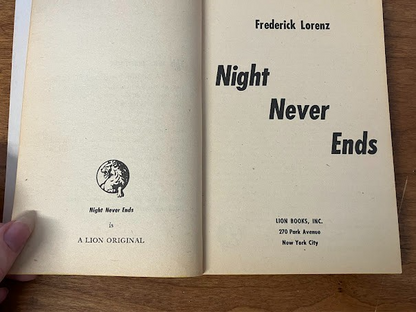 Night Never Ends
is
A LION ORIGINAL
Frederick Lorenz
Night
Never
Ends
LION BOOKS, INC.
270 Park Avenue
New York City